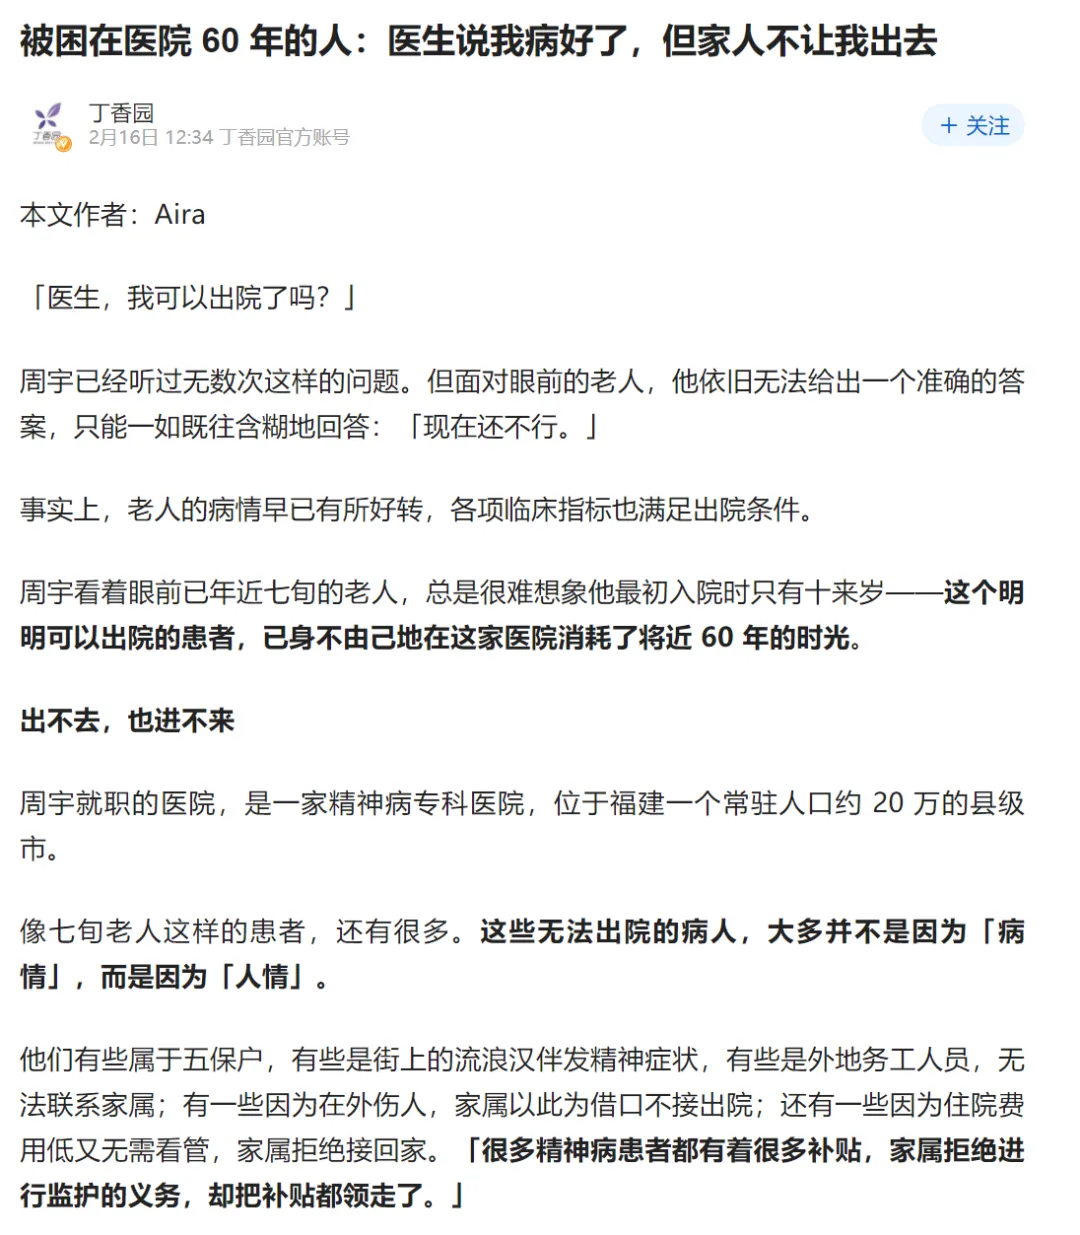 被困在医院 60 年的人：医生说我病好了，但家人不让我出去
丁香园
2月16日 12:34 丁香园官方账号
+ 关注
本文作者：Aira
「医生，我可以出院了吗？」
周宇已经听过无数次这样的问题。但面对眼前的老人，他依旧无法给出一个准确的答
案，只能一如既往含糊地回答：「现在还不行。」
事实上，老人的病情早已有所好转，各项临床指标也满足出院条件。
周宇看着眼前已年近七旬的老人，总是很难想象他最初入院时只有十来岁——这个明
明可以出院的患者，已身不由己地在这家医院消耗了将近 60 年的时光。
出不去，也进不来
周宇就职的医院，是一家精神病专科医院，位于福建一个常驻人口约 20 万的县级
市。
像七旬老人这样的患者，还有很多。这些无法出院的病人，大多并不是因为「病
情」，而是因为「人情」。
他们有些属于五保户，有些是街上的流浪汉伴发精神症状，有些是外地务工人员，无
法联系家属；有一些因为在外伤人，家属以此为借口不接出院；还有一些因为住院费
用低又无需看管，家属拒绝接回家。「很多精神病患者都有着很多补贴，家属拒绝进
行监护的义务，却把补贴都领走了。」